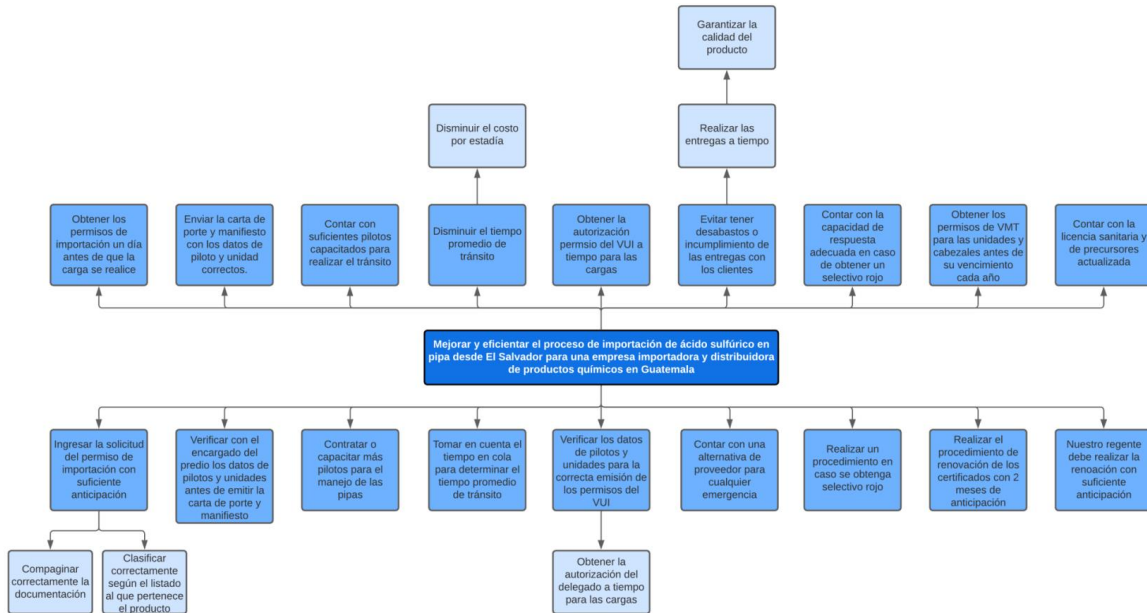 Garantizar la
calidad del
producto
Disminuir el costo
por estadía
Realizar las
entregas a tiempo
Obtener los
permisos de
importación un día
antes de que la
carga se realice
Enviar la carta de
porte y manifiesto
con los datos de
piloto y unidad
correctos.
Contar con
suficientes pilotos
capacitados para
realizar el tránsito
Disminuir el tiempo
promedio de
tránsito
Obtener la
autorización
permsio del VUI a
tiempo para las
cargas
Evitar tener
desabastos o
incumplimiento de
las entregas con
los clientes
Contar con la
capacidad de
respuesta
adecuada en caso
de obtener un
selectivo rojo
Obtener los
permisos de VMT
para las unidades y
cabezales antes de
su vencimiento
cada año
Contar con la
licencia sanitaria y
de precursores
actualizada
Mejorar y eficientar el proceso de importación de ácido sulfúrico en
pipa desde El Salvador para una empresa importadora y distribuidora
de productos químicos en Guatemala
Ingresar la solicitud
del permiso de
importación con
suficiente
anticipación
Verificar con el
encargado del
predio los datos de
pilotos y unidades
antes de emitir la
carta de porte y
manifiesto
Contratar o
capacitar más
pilotos para el
manejo de las
pipas
Tomar en cuenta el
tiempo en cola
para determinar el
tiempo promedio
de tránsito
Verificar los datos
de pilotos y
unidades para la
correcta emisión de
los permisos del
VUI
Contar con una
alternativa de
proveedor para
cualquier
emergencia
Realizar un
procedimiento en
caso se obtenga
selectivo rojo
Realizar el
procedimiento de
renovación de los
certificados con 2
meses de
anticipación
Nuestro regente
debe realizar la
renoación con
suficiente
anticipación
Compaginar
correctamente la
documentación
Clasificar
correctamente
según el listado
al que pertenece
el producto
Obtener la
autorización del
delegado a tiempo
para las cargas